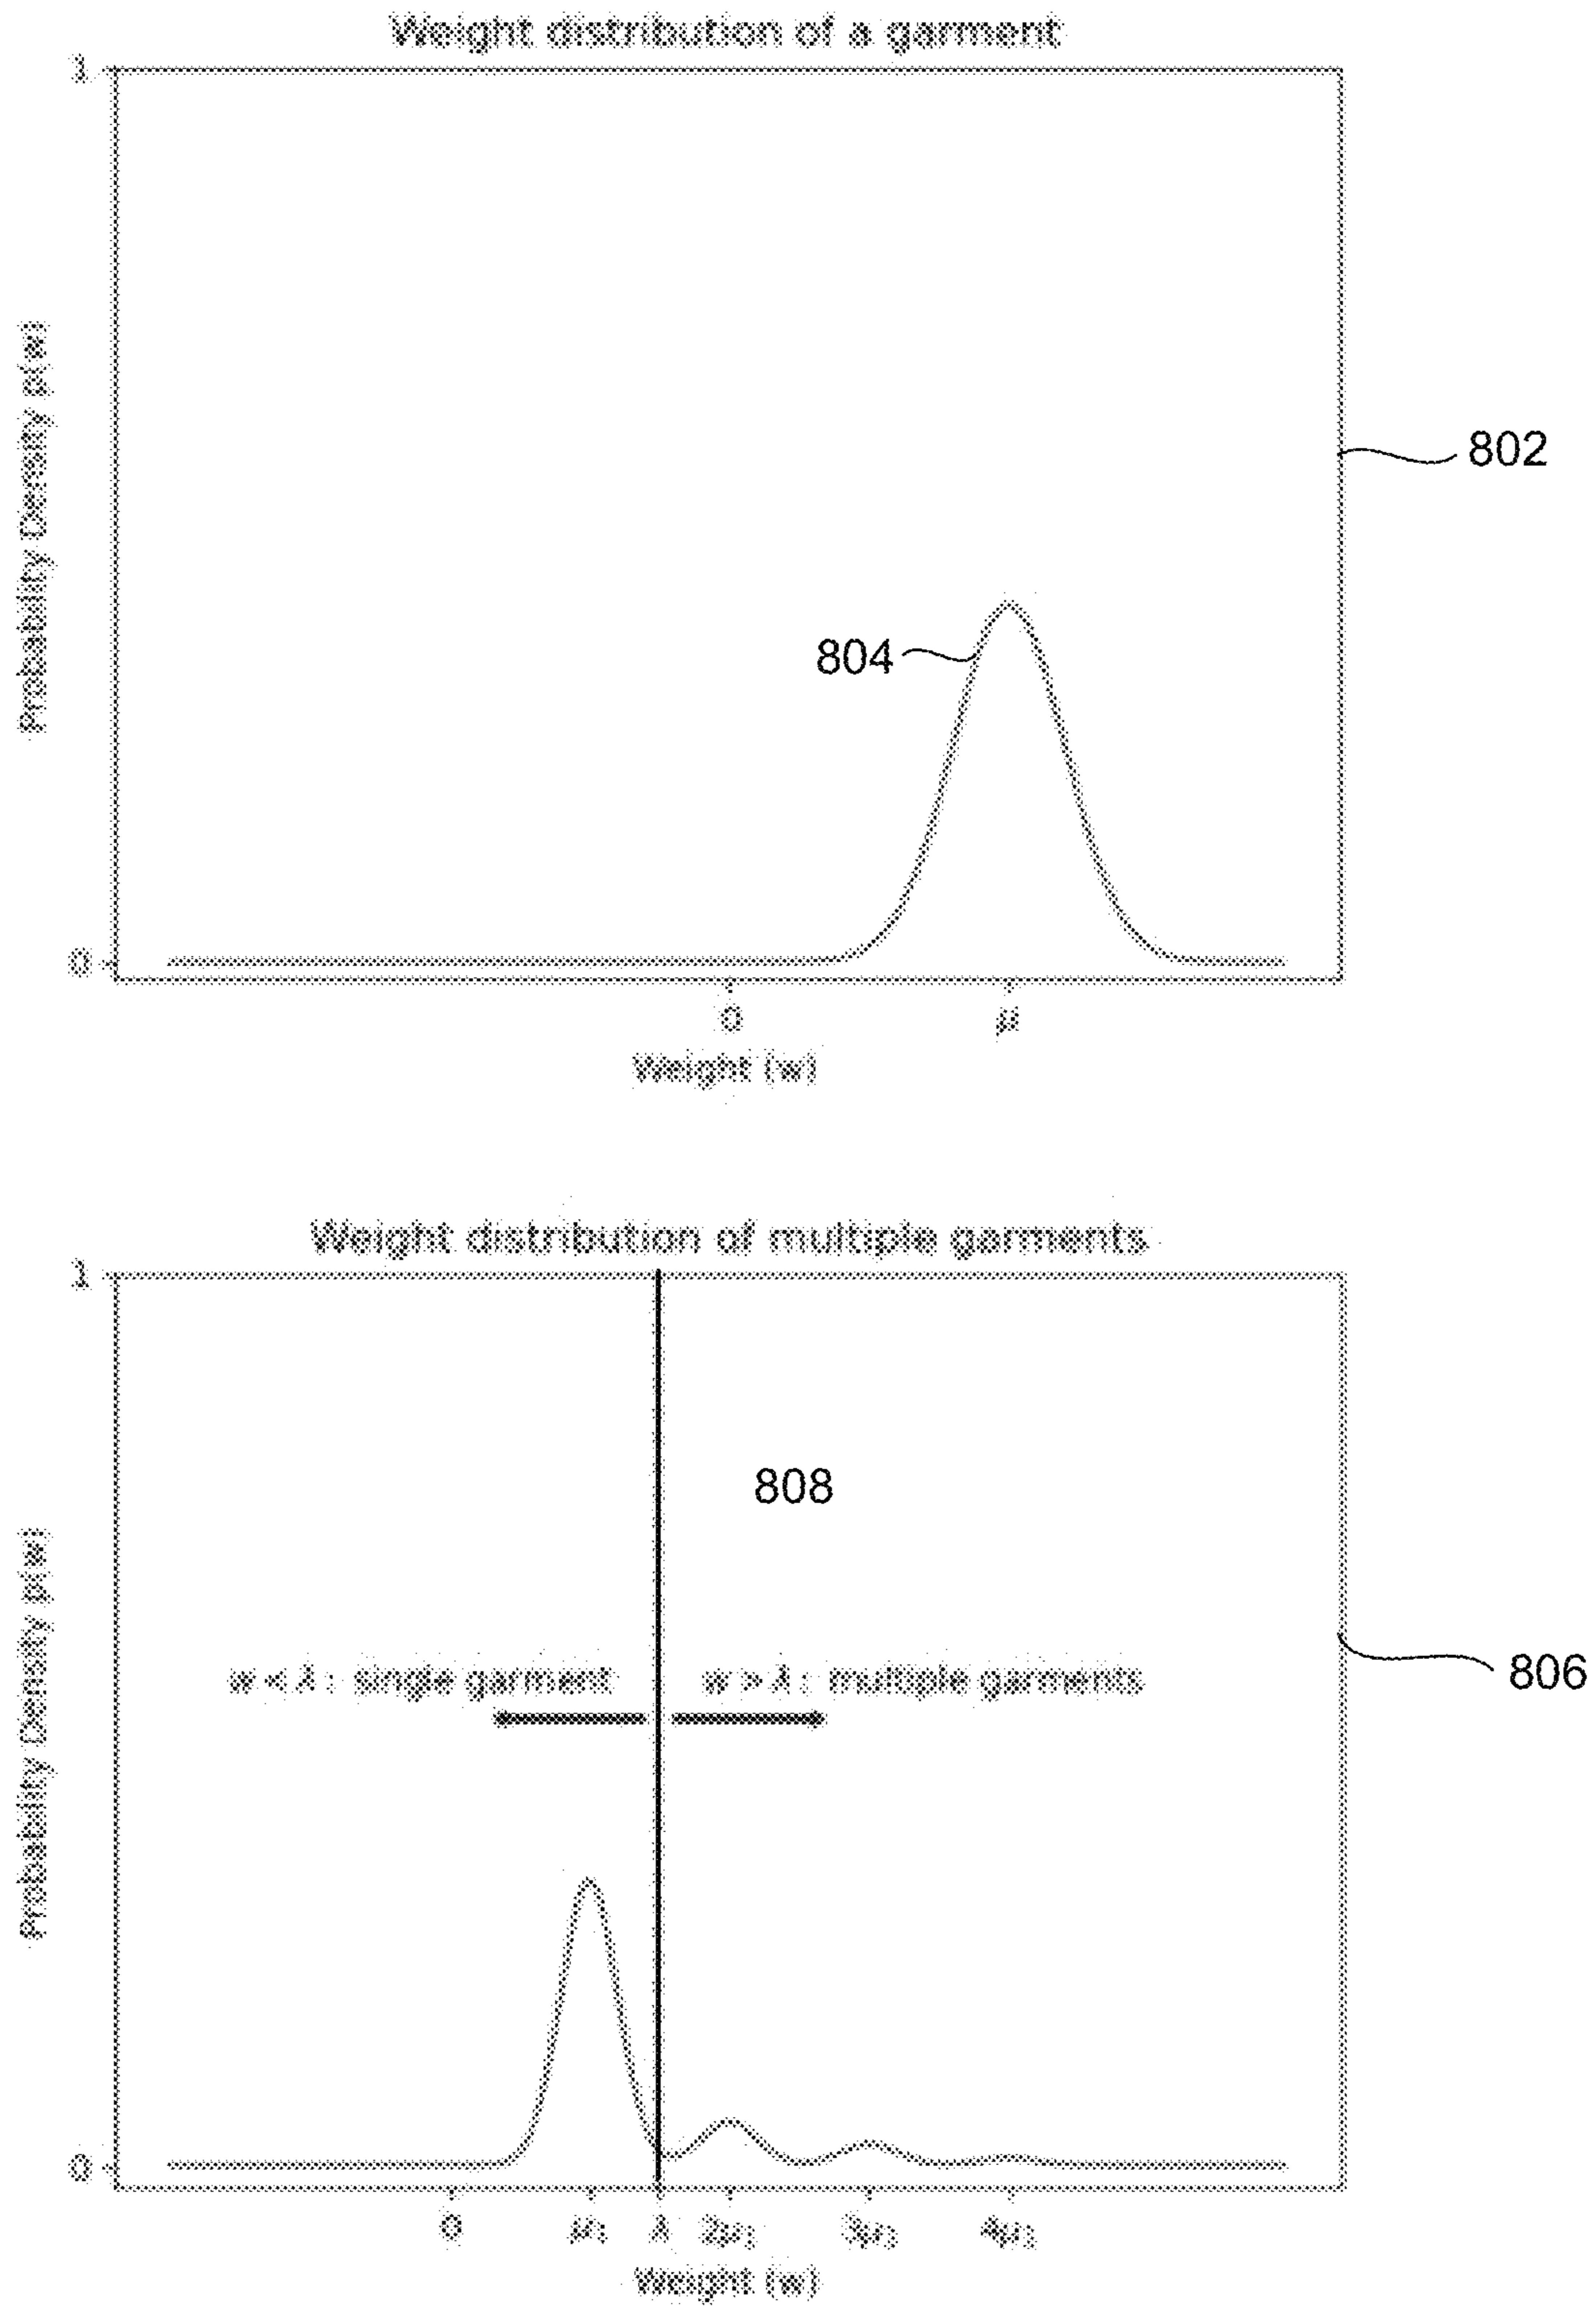 Weight distribution of a garment
1
Probability Density p(w)
802
804
0
0 μ
Weight (w)
Weight distribution of multiple garments
1
Probability Density p(w)
808
w < λ : single garment w > λ : multiple garments
806
0
0 μ₁ λ 2μ₁ 3μ₁ 4μ₁
Weight (w)